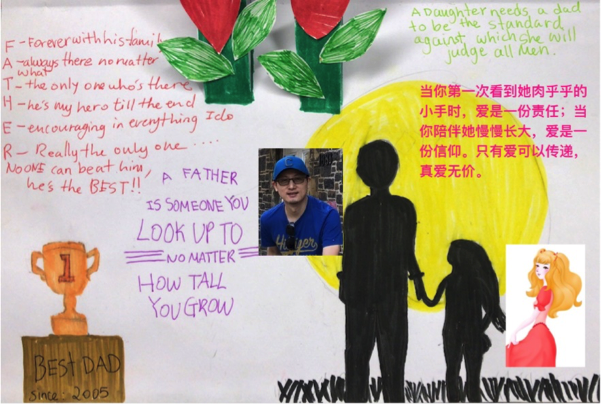 F - Forever with his family
A - always there no matter
what
T - the only one who's there
H - he's my hero till the end
E - encouraging in everything I do
R - Really the only one ....
No ONE can beat him,
he's the BEST!!
A Daughter needs a dad
to be the standard
against which she will
judge all Men.
当你第一次看到她肉乎乎的
小手时，爱是一份责任；当
你陪伴她慢慢长大，爱是一
份信仰。只有爱可以传递，
真爱无价。
A FATHER
IS SOMEONE YOU
LOOK UP TO
NO MATTER
HOW TALL
YOU GROW
1
BEST DAD
since: 2005